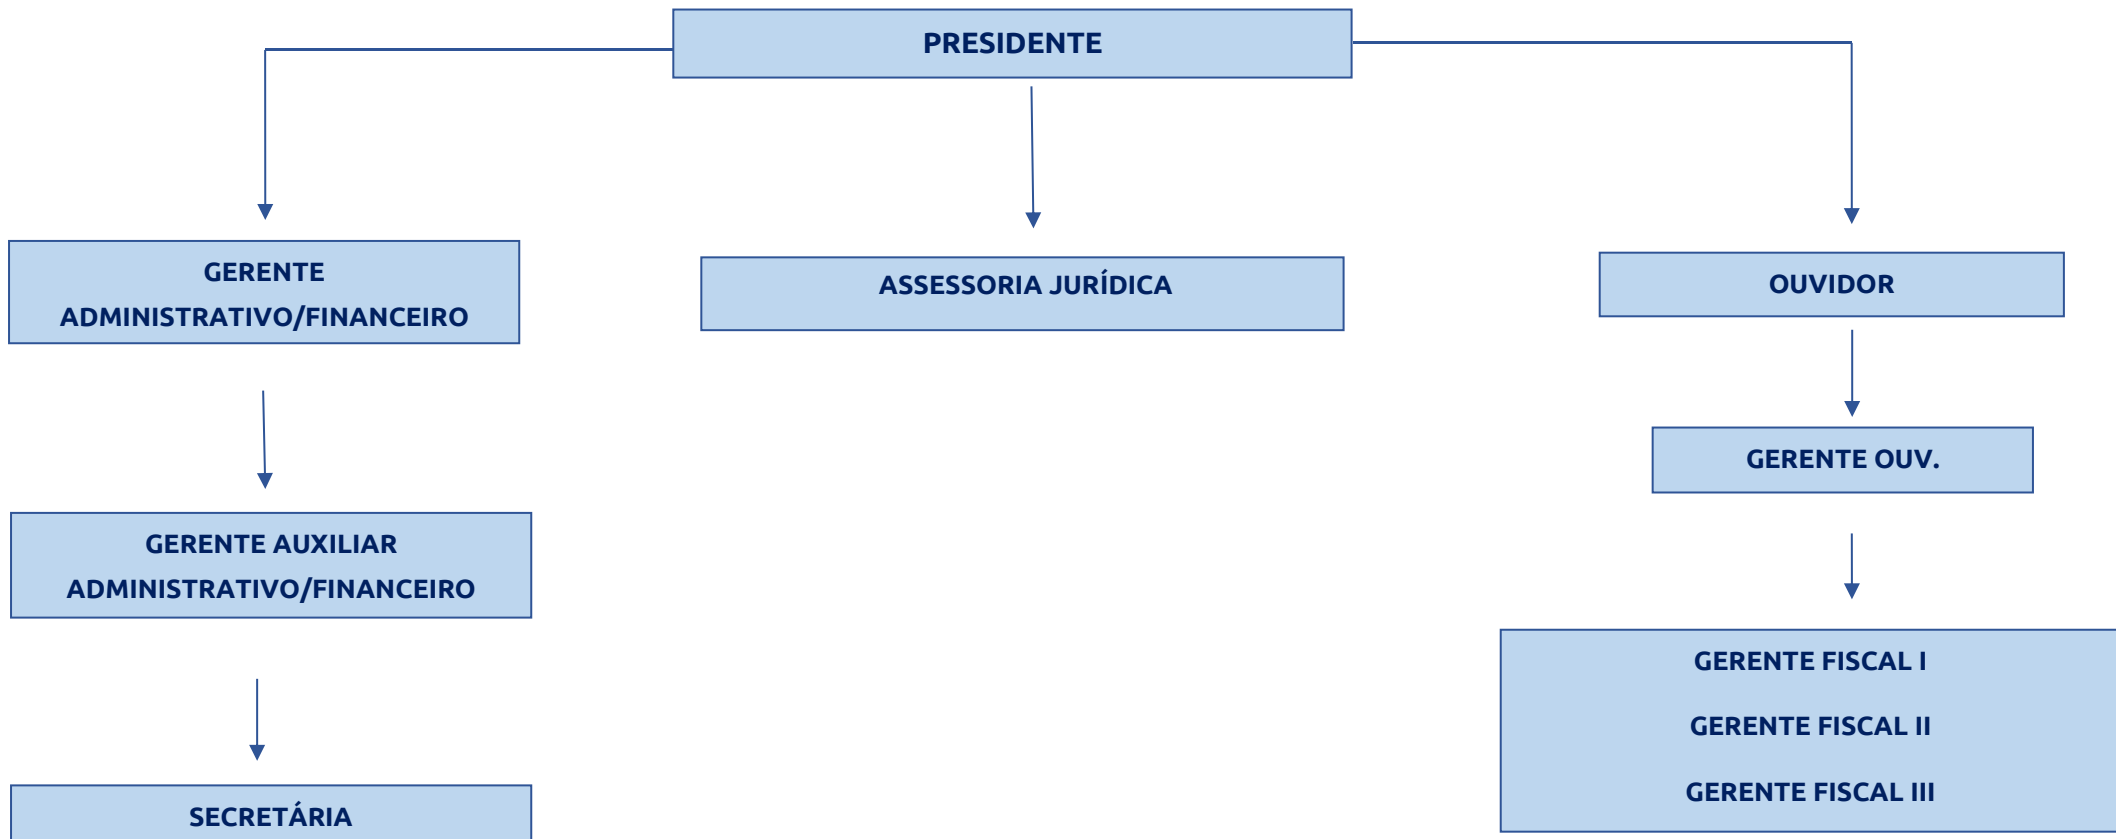 PRESIDENTE
GERENTE
ADMINISTRATIVO/FINANCEIRO
ASSESSORIA JURÍDICA
OUVIDOR
GERENTE OUV.
GERENTE AUXILIAR
ADMINISTRATIVO/FINANCEIRO
GERENTE FISCAL I
GERENTE FISCAL II
GERENTE FISCAL III
SECRETÁRIA